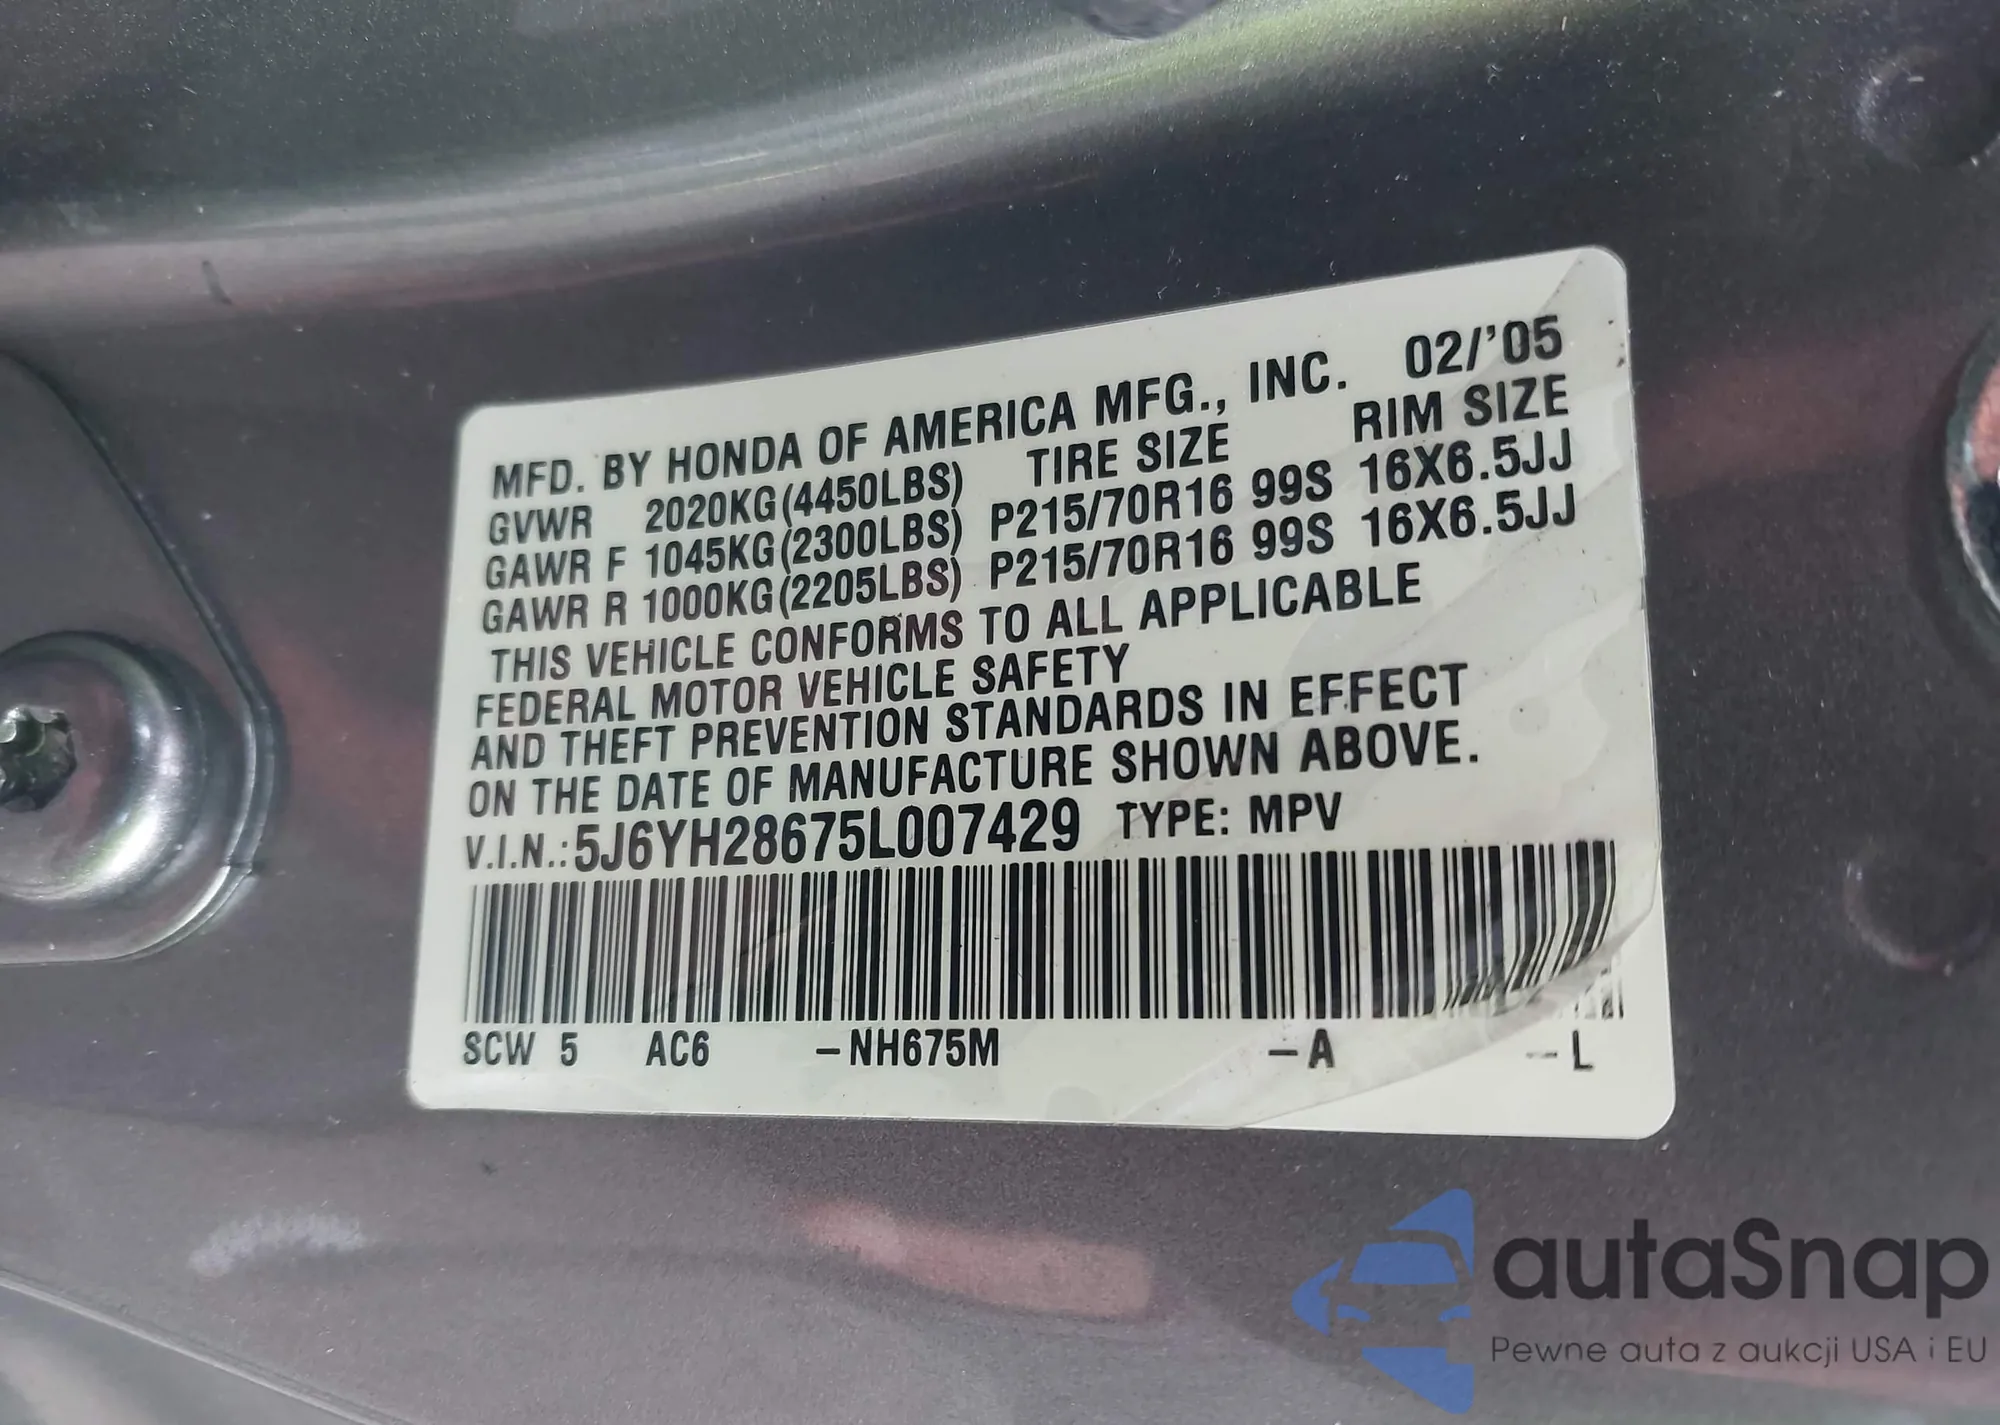 MFD. BY HONDA OF AMERICA MFG., INC. 02/'05
GVWR 2020KG(4450LBS) TIRE SIZE RIM SIZE
GAWR F 1045KG(2300LBS) P215/70R16 99S 16X6.5JJ
GAWR R 1000KG(2205LBS) P215/70R16 99S 16X6.5JJ
THIS VEHICLE CONFORMS TO ALL APPLICABLE
FEDERAL MOTOR VEHICLE SAFETY
AND THEFT PREVENTION STANDARDS IN EFFECT
ON THE DATE OF MANUFACTURE SHOWN ABOVE.
V.I.N.: 5J6YH28675L007429 TYPE: MPV
SCW 5 AC6 –NH675M –A –L
autaSnap
Pewne auta z aukcji USA i EU